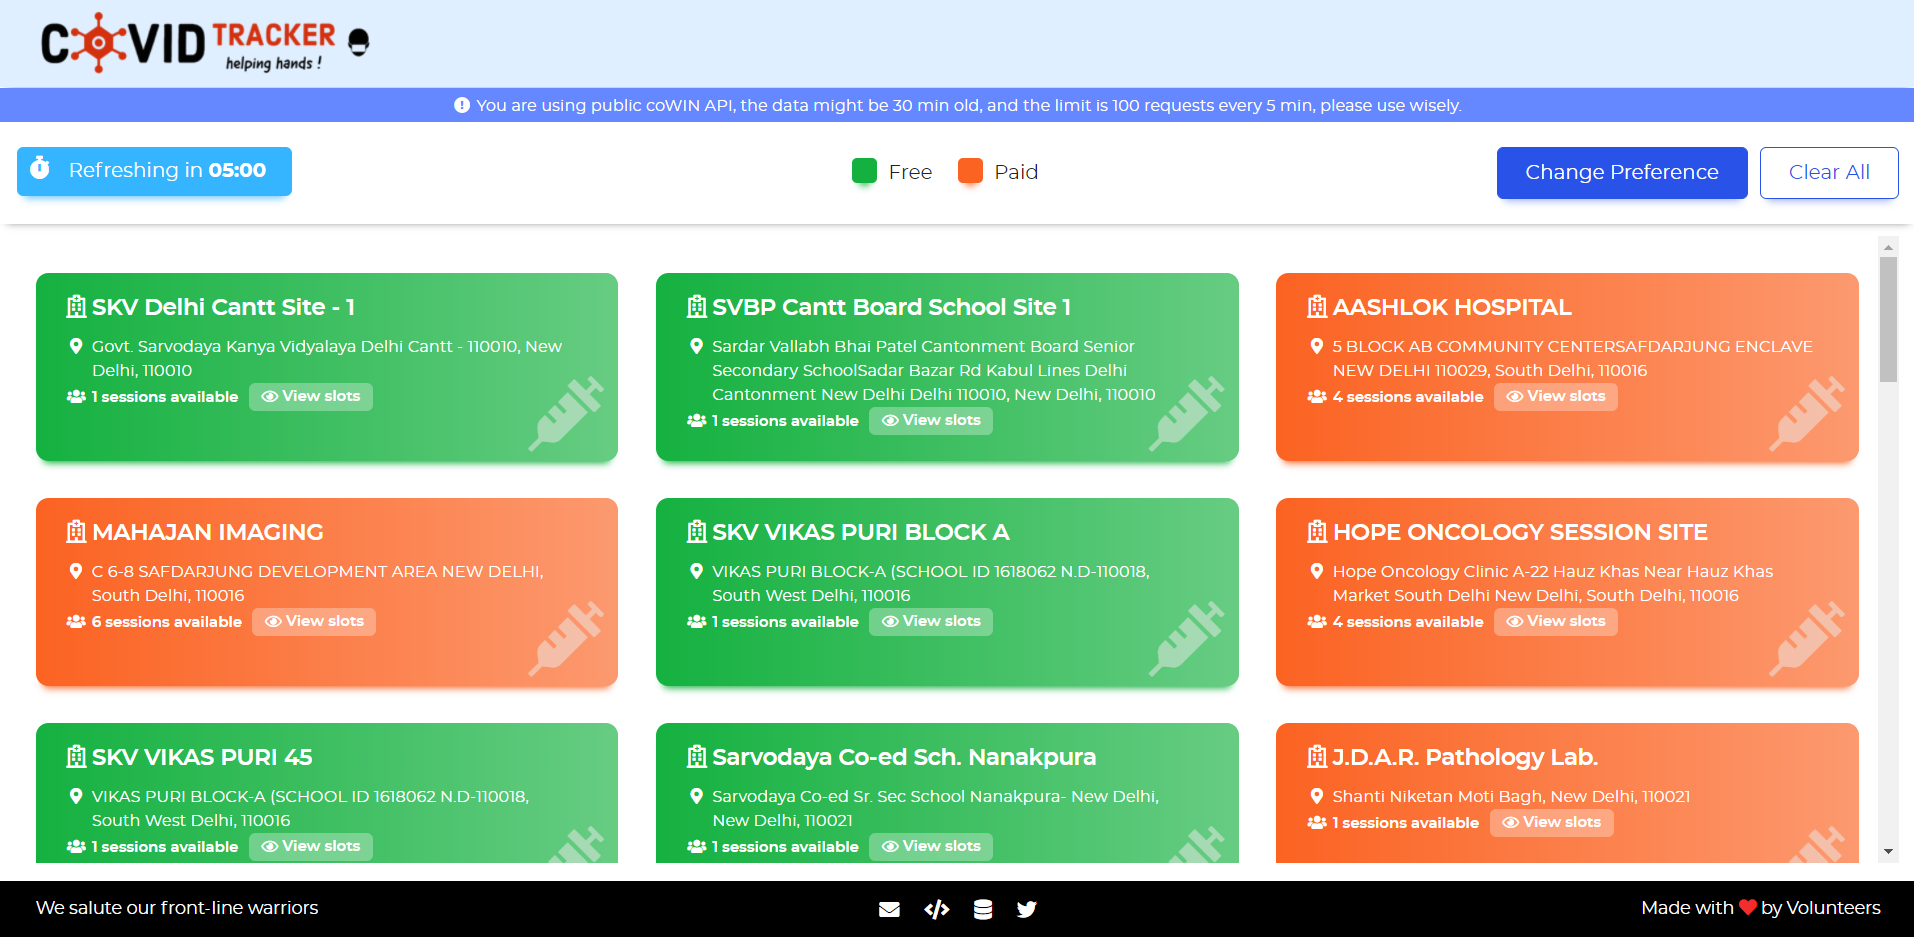 COVID TRACKER
helping hands !
You are using public coWIN API, the data might be 30 min old, and the limit is 100 requests every 5 min, please use wisely.
Refreshing in 05:00
Free
Paid
Change Preference
Clear All
SKV Delhi Cantt Site - 1
Govt. Sarvodaya Kanya Vidyalaya Delhi Cantt - 110010, New
Delhi, 110010
1 sessions available
View slots
SVBP Cantt Board School Site 1
Sardar Vallabh Bhai Patel Cantonment Board Senior
Secondary SchoolSadar Bazar Rd Kabul Lines Delhi
Cantonment New Delhi Delhi 110010, New Delhi, 110010
1 sessions available
View slots
AASHLOK HOSPITAL
5 BLOCK AB COMMUNITY CENTERSAFDARJUNG ENCLAVE
NEW DELHI 110029, South Delhi, 110016
4 sessions available
View slots
MAHAJAN IMAGING
C 6-8 SAFDARJUNG DEVELOPMENT AREA NEW DELHI,
South Delhi, 110016
6 sessions available
View slots
SKV VIKAS PURI BLOCK A
VIKAS PURI BLOCK-A (SCHOOL ID 1618062 N.D-110018,
South West Delhi, 110016
1 sessions available
View slots
HOPE ONCOLOGY SESSION SITE
Hope Oncology Clinic A-22 Hauz Khas Near Hauz Khas
Market South Delhi New Delhi, South Delhi, 110016
4 sessions available
View slots
SKV VIKAS PURI 45
VIKAS PURI BLOCK-A (SCHOOL ID 1618062 N.D-110018,
South West Delhi, 110016
1 sessions available
View slots
Sarvodaya Co-ed Sch. Nanakpura
Sarvodaya Co-ed Sr. Sec School Nanakpura- New Delhi,
New Delhi, 110021
1 sessions available
View slots
J.D.A.R. Pathology Lab.
Shanti Niketan Moti Bagh, New Delhi, 110021
1 sessions available
View slots
We salute our front-line warriors
Made with ❤ by Volunteers